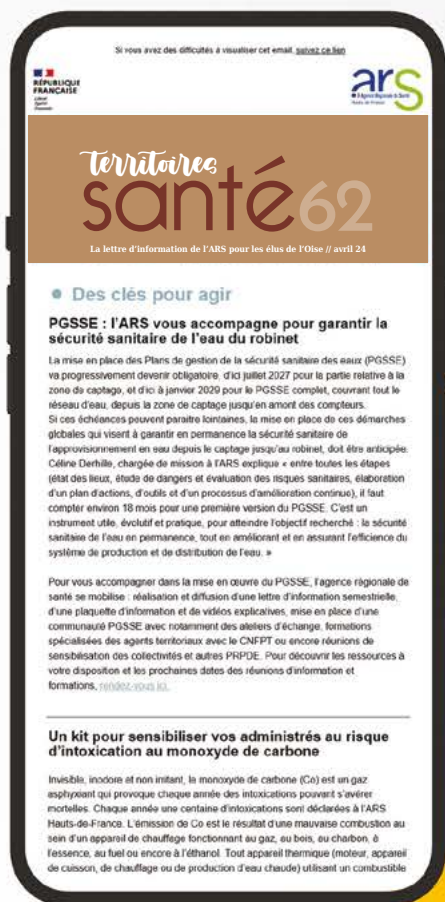 Si vous avez des difficultés à visualiser cet email, suivez ce lien
RÉPUBLIQUE
FRANÇAISE
Liberté
Égalité
Fraternité
ars
Agence Régionale de Santé
Hauts-de-France
territoires
santé62
La lettre d'information de l'ARS pour les élus de l'Oise // avril 24
• Des clés pour agir
PGSSE : l'ARS vous accompagne pour garantir la
sécurité sanitaire de l'eau du robinet
La mise en place des Plans de gestion de la sécurité sanitaire des eaux (PGSSE)
va progressivement devenir obligatoire, d'ici juillet 2027 pour la partie relative à la
zone de captage, et d'ici à janvier 2029 pour le PGSSE complet, couvrant tout le
réseau d'eau, depuis la zone de captage jusqu'en amont des compteurs.
Si ces échéances peuvent paraitre lointaines, la mise en place de ces démarches
globales qui visent à garantir en permanence la sécurité sanitaire de
l'approvisionnement en eau depuis le captage jusqu'au robinet, doit être anticipée.
Céline Derhille, chargée de mission à l'ARS explique « entre toutes les étapes
(état des lieux, étude de dangers et évaluation des risques sanitaires, élaboration
d'un plan d'actions, d'outils et d'un processus d'amélioration continue), il faut
compter environ 18 mois pour une première version du PGSSE. C'est un
instrument utile, évolutif et pratique, pour atteindre l'objectif recherché : la sécurité
sanitaire de l'eau en permanence, tout en améliorant et en assurant l'efficience du
système de production et de distribution de l'eau. »
Pour vous accompagner dans la mise en œuvre du PGSSE, l'agence régionale de
santé se mobilise : réalisation et diffusion d'une lettre d'information semestrielle,
d'une plaquette d'information et de vidéos explicatives, mise en place d'une
communauté PGSSE avec notamment des ateliers d'échange, formations
spécialisées des agents territoriaux avec le CNFPT ou encore réunions de
sensibilisation des collectivités et autres PRPDE. Pour découvrir les ressources à
votre disposition et les prochaines dates des réunions d'information et
formations, rendez-vous ici.
Un kit pour sensibiliser vos administrés au risque
d'intoxication au monoxyde de carbone
Invisible, inodore et non irritant, le monoxyde de carbone (Co) est un gaz
asphyxiant qui provoque chaque année des intoxications pouvant s'avérer
mortelles. Chaque année une centaine d'intoxications sont déclarées à l'ARS
Hauts-de-France. L'émission de Co est le résultat d'une mauvaise combustion au
sein d'un appareil de chauffage fonctionnant au gaz, au bois, au charbon, à
l'essence, au fuel ou encore à l'éthanol. Tout appareil thermique (moteur, appareil
de cuisson, de chauffage ou de production d'eau chaude) utilisant un combustible